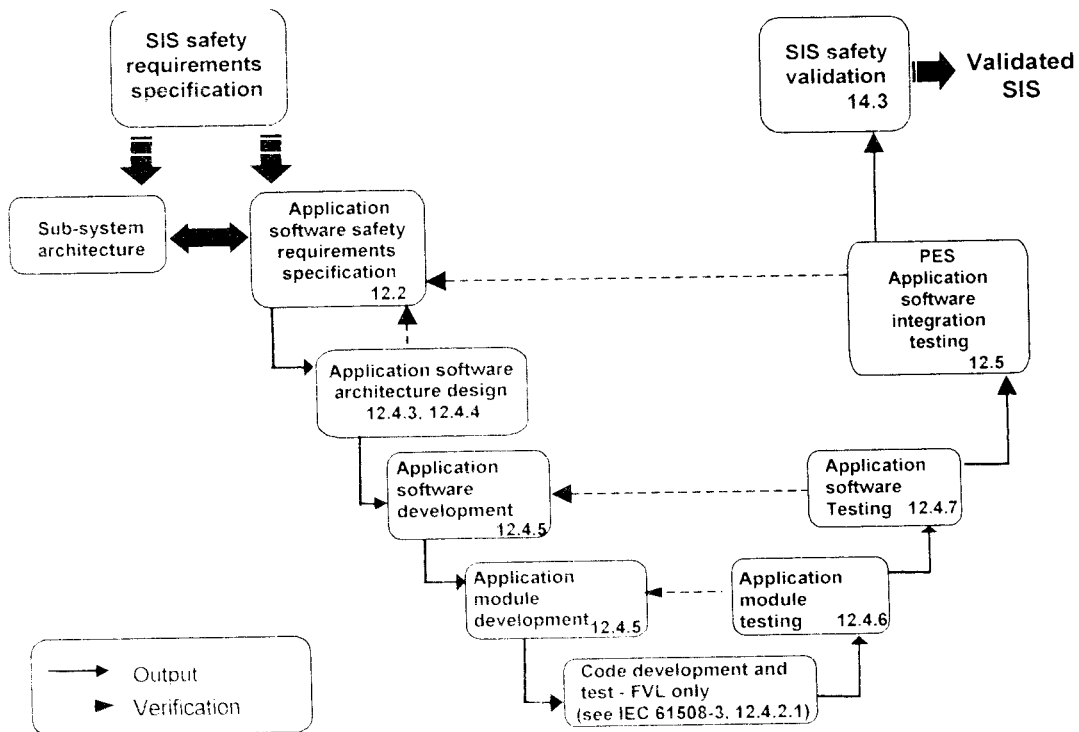 SIS safety
requirements
specification
SIS safety
validation
14.3
Validated
SIS
Sub-system
architecture
Application
software safety
requirements
specification
12.2
PES
Application
software
integration
testing
12.5
Application software
architecture design
12.4.3, 12.4.4
Application
software
development
12.4.5
Application
software
Testing 12.4.7
Application
module
development
12.4.5
Application
module
testing
12.4.6
Code development and
test - FVL only
(see IEC 61508-3, 12.4.2.1)
Output
Verification